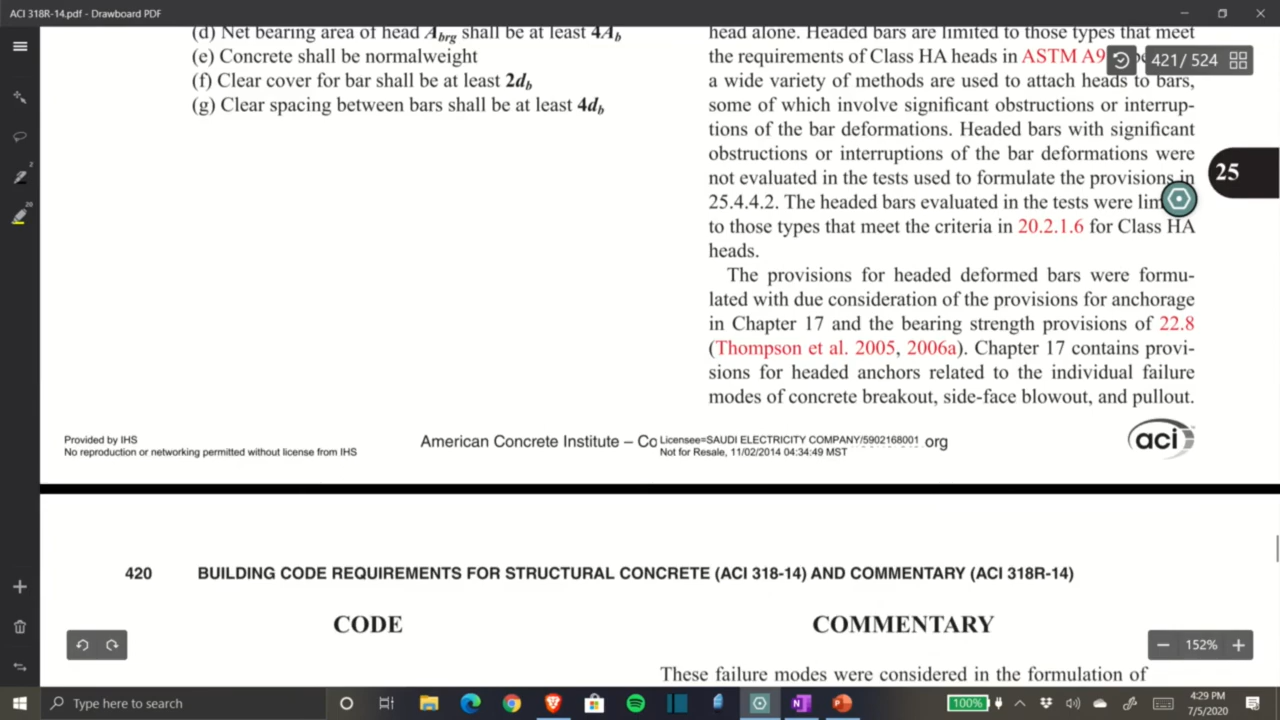 ACI 318R-14.pdf - Drawboard PDF
(d) Net bearing area of head Abrg shall be at least 4Ab
(e) Concrete shall be normalweight
(f) Clear cover for bar shall be at least 2db
(g) Clear spacing between bars shall be at least 4db
head alone. Headed bars are limited to those types that meet
the requirements of Class HA heads in ASTM A9
a wide variety of methods are used to attach heads to bars,
some of which involve significant obstructions or interrup-
tions of the bar deformations. Headed bars with significant
obstructions or interruptions of the bar deformations were
not evaluated in the tests used to formulate the provisions in
25.4.4.2. The headed bars evaluated in the tests were lim
to those types that meet the criteria in 20.2.1.6 for Class HA
heads.
The provisions for headed deformed bars were formu-
lated with due consideration of the provisions for anchorage
in Chapter 17 and the bearing strength provisions of 22.8
(Thompson et al. 2005, 2006a). Chapter 17 contains provi-
sions for headed anchors related to the individual failure
modes of concrete breakout, side-face blowout, and pullout.
421 / 524
25
Provided by IHS
No reproduction or networking permitted without license from IHS
American Concrete Institute – Co
Licensee=SAUDI ELECTRICITY COMPANY/5902168001
Not for Resale, 11/02/2014 04:34:49 MST
org
aci
420 BUILDING CODE REQUIREMENTS FOR STRUCTURAL CONCRETE (ACI 318-14) AND COMMENTARY (ACI 318R-14)
CODE
COMMENTARY
These failure modes were considered in the formulation of
152%
2
20
Type here to search
100%
4:29 PM
7/5/2020